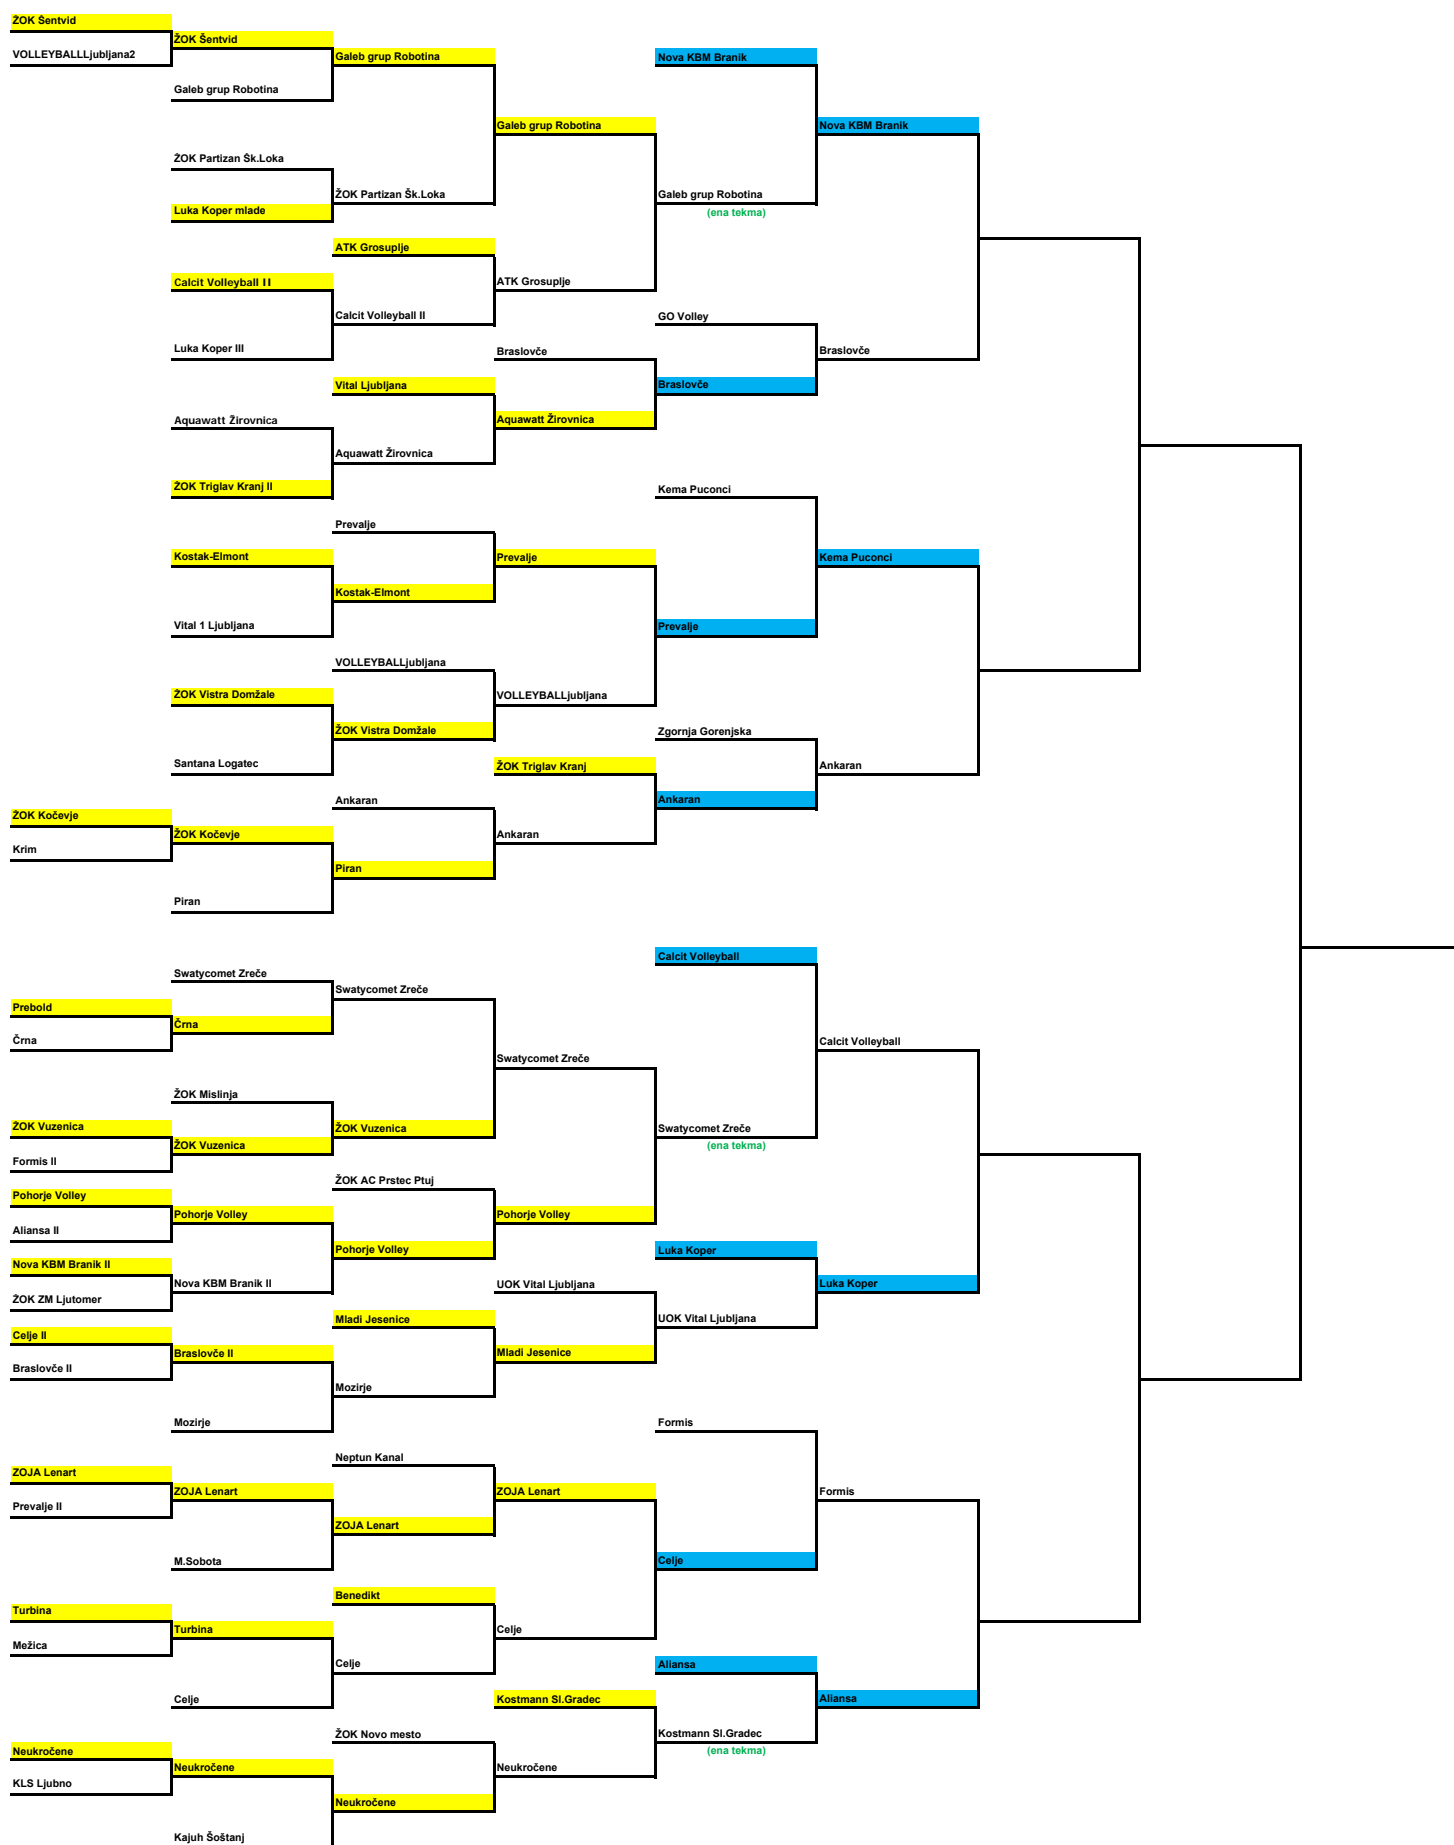 ŽOK Šentvid
VOLLEYBALLLjubljana2
ŽOK Šentvid
Galeb grup Robotina
Galeb grup Robotina
Nova KBM Branik
Galeb grup Robotina
Nova KBM Branik
ŽOK Partizan Šk.Loka
ŽOK Partizan Šk.Loka
Galeb grup Robotina
(ena tekma)
Luka Koper mlade
ATK Grosuplje
Calcit Volleyball II
ATK Grosuplje
Calcit Volleyball II
GO Volley
Luka Koper III
Braslovče
Braslovče
Vital Ljubljana
Braslovče
Aquawatt Žirovnica
Aquawatt Žirovnica
Aquawatt Žirovnica
ŽOK Triglav Kranj II
Kema Puconci
Prevalje
Kostak-Elmont
Prevalje
Kema Puconci
Kostak-Elmont
Vital 1 Ljubljana
Prevalje
VOLLEYBALLjubljana
ŽOK Vistra Domžale
VOLLEYBALLjubljana
ŽOK Vistra Domžale
Zgornja Gorenjska
Santana Logatec
ŽOK Triglav Kranj
Ankaran
Ankaran
Ankaran
ŽOK Kočevje
ŽOK Kočevje
Ankaran
Krim
Piran
Piran
Calcit Volleyball
Swatycomet Zreče
Swatycomet Zreče
Prebold
Črna
Črna
Calcit Volleyball
Swatycomet Zreče
ŽOK Mislinja
ŽOK Vuzenica
ŽOK Vuzenica
Swatycomet Zreče
(ena tekma)
ŽOK Vuzenica
Formis II
ŽOK AC Prstec Ptuj
Pohorje Volley
Pohorje Volley
Pohorje Volley
Aliansa II
Pohorje Volley
Luka Koper
Nova KBM Branik II
Nova KBM Branik II
UOK Vital Ljubljana
Luka Koper
ŽOK ZM Ljutomer
Mladi Jesenice
UOK Vital Ljubljana
Celje II
Braslovče II
Mladi Jesenice
Braslovče II
Mozirje
Mozirje
Formis
Neptun Kanal
ZOJA Lenart
ZOJA Lenart
ZOJA Lenart
Formis
Prevalje II
ZOJA Lenart
M.Sobota
Celje
Benedikt
Turbina
Turbina
Celje
Mežica
Celje
Aliansa
Celje
Kostmann Sl.Gradec
Aliansa
ŽOK Novo mesto
Kostmann Sl.Gradec
(ena tekma)
Neukročene
Neukročene
Neukročene
KLS Ljubno
Neukročene
Kajuh Šoštanj